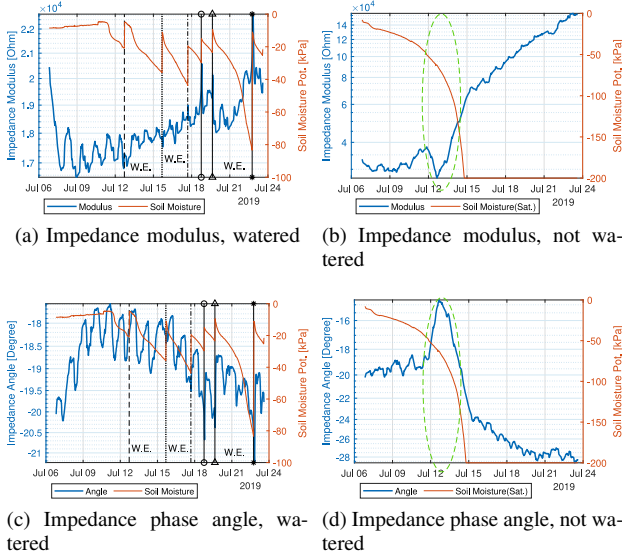 ×10⁴
2.2
2.1
2
1.9
1.8
1.7
Impedance Modulus [Ohm]
W.E. W.E. W.E.
0
-20
-40
-60
-80
-100
Soil Moisture Pot. [kPa]
Jul 06 Jul 09 Jul 12 Jul 15 Jul 18 Jul 21 Jul 24
2019
Modulus Soil Moisture
(a) Impedance modulus, watered
×10⁴
14
12
10
8
6
4
Impedance Modulus [Ohm]
0
-50
-100
-150
-200
Soil Moisture Pot. [kPa]
Jul 06 Jul 09 Jul 12 Jul 15 Jul 18 Jul 21 Jul 24
2019
Modulus Soil Moisture(Sat.)
(b) Impedance modulus, not wa-
tered
-18
-18.5
-19
-19.5
-20
-20.5
-21
Impedance Angle [Degree]
W.E. W.E. W.E.
0
-20
-40
-60
-80
-100
Soil Moisture Pot. [kPa]
Jul 06 Jul 09 Jul 12 Jul 15 Jul 18 Jul 21 Jul 24
2019
Angle Soil Moisture
(c) Impedance phase angle, wa-
tered
-16
-18
-20
-22
-24
-26
-28
Impedance Angle [Degree]
0
-50
-100
-150
-200
Soil Moisture Pot. [kPa]
Jul 06 Jul 09 Jul 12 Jul 15 Jul 18 Jul 21 Jul 24
2019
Angle Soil Moisture(Sat.)
(d) Impedance phase angle, not wa-
tered